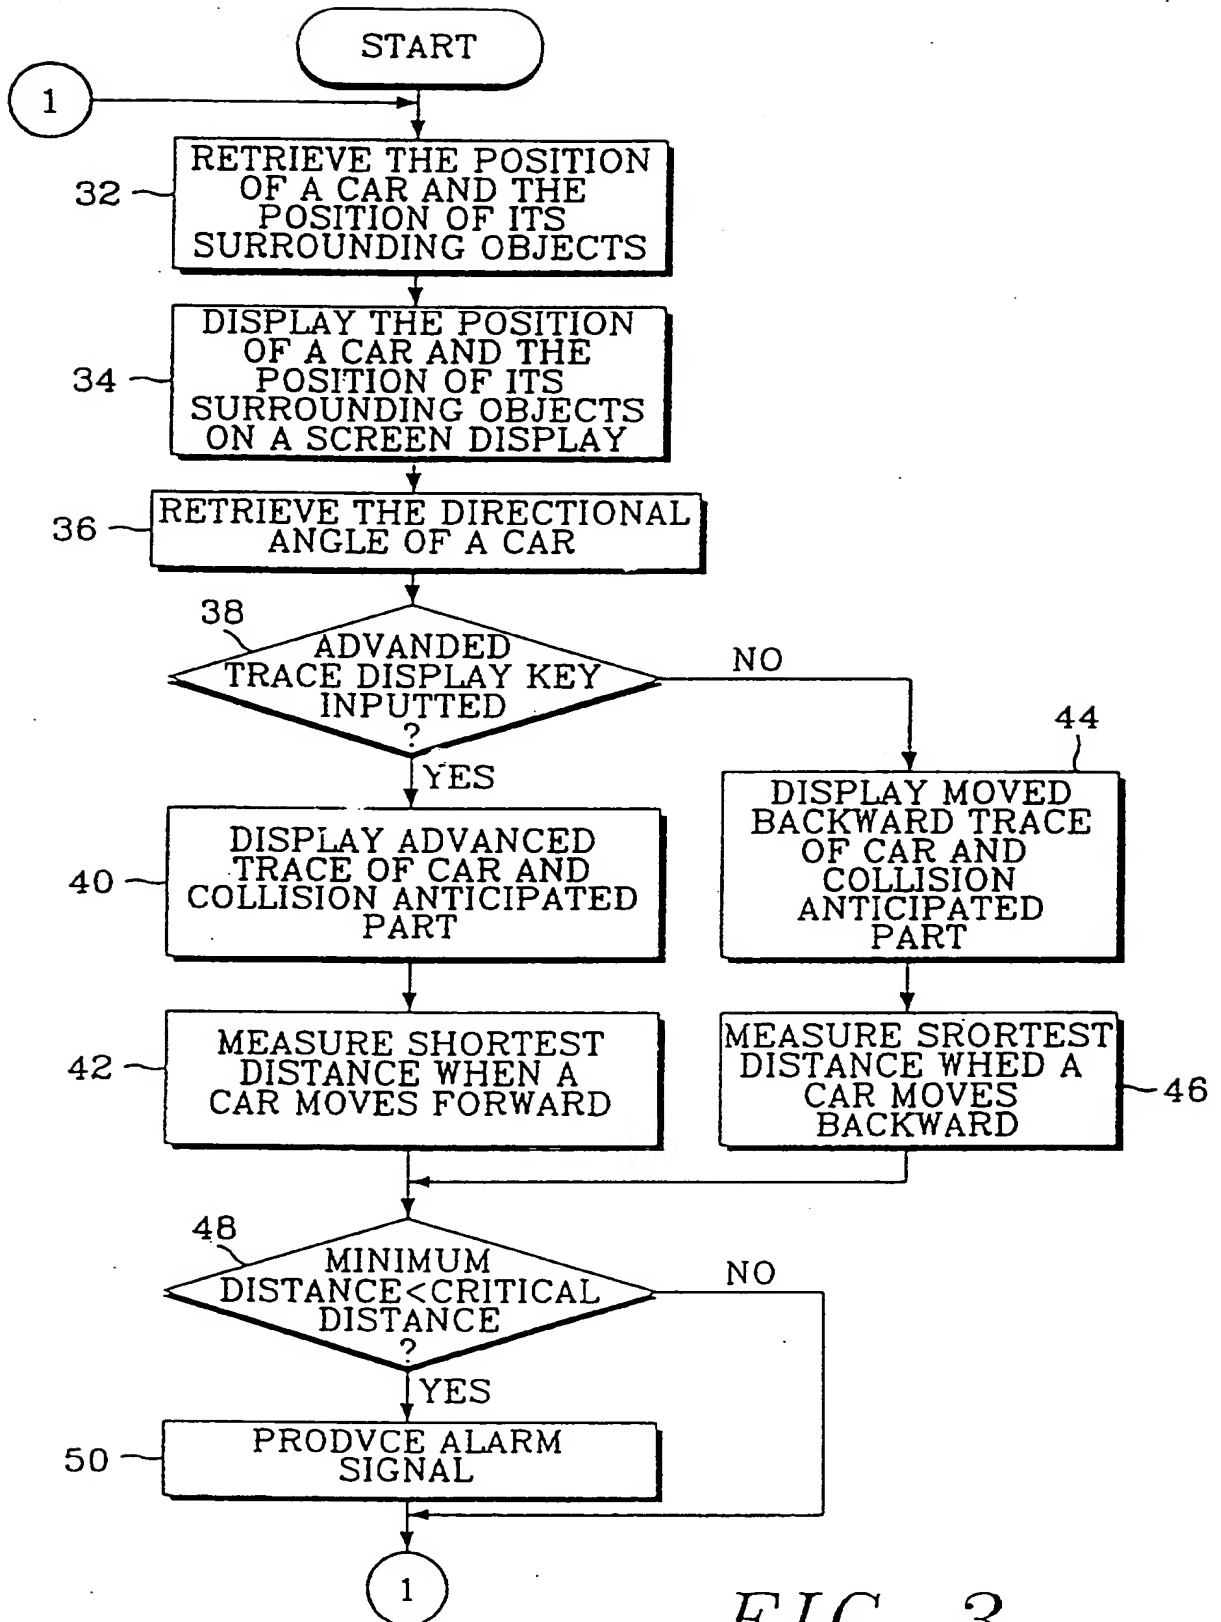 START
1
32
RETRIEVE THE POSITION
OF A CAR AND THE
POSITION OF ITS
SURROUNDING OBJECTS
34
DISPLAY THE POSITION
OF A CAR AND THE
POSITION OF ITS
SURROUNDING OBJECTS
ON A SCREEN DISPLAY
36
RETRIEVE THE DIRECTIONAL
ANGLE OF A CAR
38
ADVANDED
TRACE DISPLAY KEY
INPUTTED
?
NO
YES
44
DISPLAY MOVED
BACKWARD TRACE
OF CAR AND
COLLISION
ANTICIPATED
PART
40
DISPLAY ADVANCED
TRACE OF CAR AND
COLLISION ANTICIPATED
PART
42
MEASURE SHORTEST
DISTANCE WHEN A
CAR MOVES FORWARD
MEASURE SRORTEST
DISTANCE WHED A
CAR MOVES
BACKWARD
46
48
MINIMUM
DISTANCE<CRITICAL
DISTANCE
?
NO
YES
50
PRODVCE ALARM
SIGNAL
1
FIG. 3